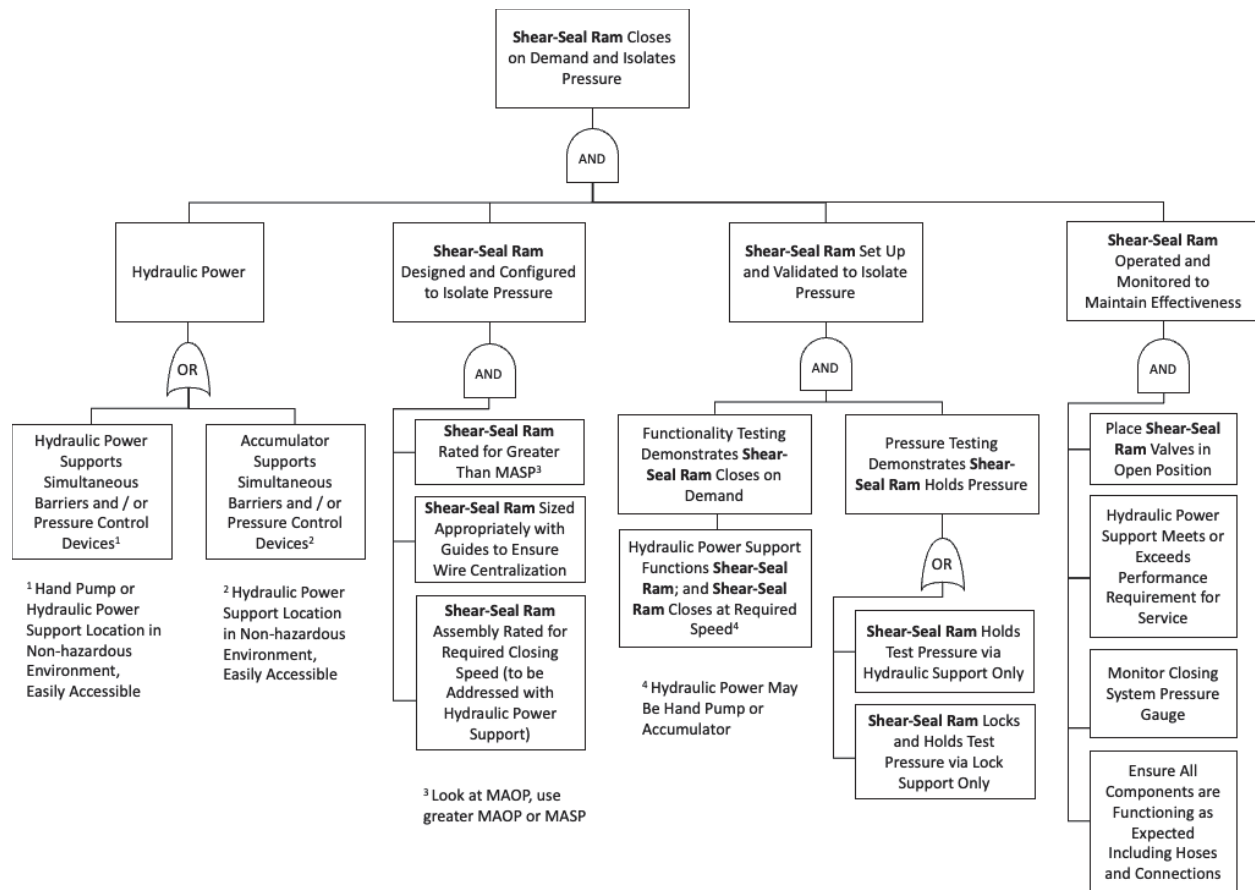 Shear-Seal Ram Closes
on Demand and Isolates
Pressure
AND
Hydraulic Power
Shear-Seal Ram
Designed and Configured
to Isolate Pressure
Shear-Seal Ram Set Up
and Validated to Isolate
Pressure
Shear-Seal Ram
Operated and
Monitored to
Maintain Effectiveness
OR
AND
AND
AND
Hydraulic Power
Supports
Simultaneous
Barriers and / or
Pressure Control
Devices¹
Accumulator
Supports
Simultaneous
Barriers and / or
Pressure Control
Devices²
¹ Hand Pump or
Hydraulic Power
Support Location in
Non-hazardous
Environment,
Easily Accessible
² Hydraulic Power
Support Location
in Non-hazardous
Environment,
Easily Accessible
Shear-Seal Ram
Rated for Greater
Than MASP³
Shear-Seal Ram Sized
Appropriately with
Guides to Ensure
Wire Centralization
Shear-Seal Ram
Assembly Rated for
Required Closing
Speed (to be
Addressed with
Hydraulic Power
Support)
³ Look at MAOP, use
greater MAOP or MASP
Functionality Testing
Demonstrates Shear-
Seal Ram Closes on
Demand
Hydraulic Power Support
Functions Shear-Seal
Ram; and Shear-Seal
Ram Closes at Required
Speed⁴
⁴ Hydraulic Power May
Be Hand Pump or
Accumulator
Pressure Testing
Demonstrates Shear-
Seal Ram Holds Pressure
OR
Shear-Seal Ram Holds
Test Pressure via
Hydraulic Support Only
Shear-Seal Ram Locks
and Holds Test
Pressure via Lock
Support Only
Place Shear-Seal
Ram Valves in
Open Position
Hydraulic Power
Support Meets or
Exceeds
Performance
Requirement for
Service
Monitor Closing
System Pressure
Gauge
Ensure All
Components are
Functioning as
Expected
Including Hoses
and Connections